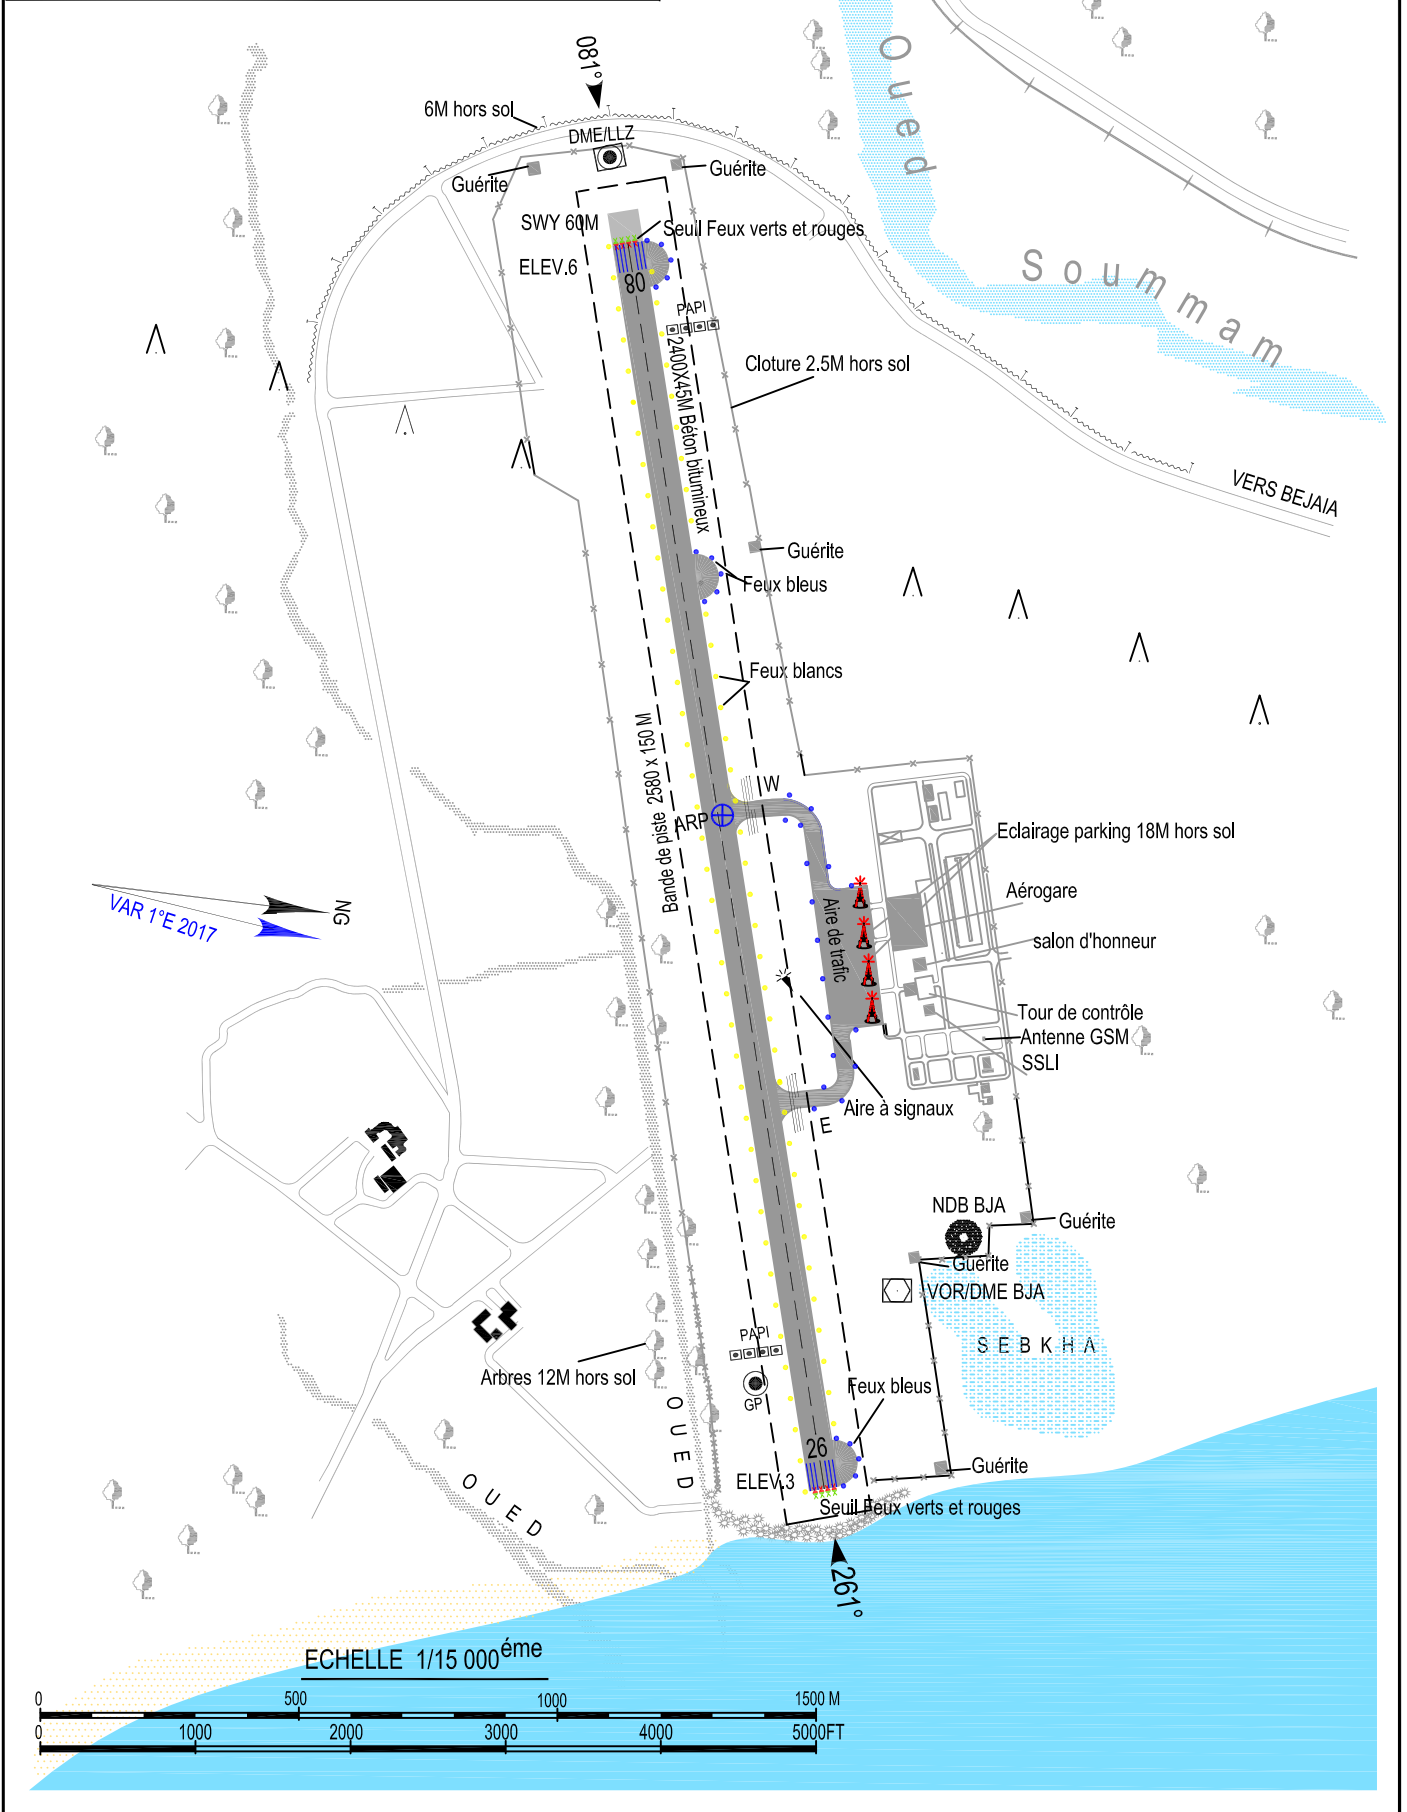 081°
Oued
6M hors sol
DME/LLZ
Guérite
Guérite
SWY 60M
Seuil Feux verts et rouges
ELEV.6
80
Soummam
PAPI
2400X45M Béton bitumineux
Cloture 2.5M hors sol
VERS BEJAIA
Guérite
Feux bleus
Feux blancs
Bande de piste 2580 x 150 M
W
ARP
Eclairage parking 18M hors sol
Aérogare
NG
VAR 1°E 2017
Aire de trafic
salon d'honneur
Tour de contrôle
Antenne GSM
SSLI
Aire à signaux
E
NDB BJA
Guérite
Guérite
VOR/DME BJA
PAPI
SEBKHA
Arbres 12M hors sol
GP
Feux bleus
OUED
26
Guérite
ELEV.3
OUED
Seuil Feux verts et rouges
261°
ECHELLE 1/15 000éme
0 500 1000 1500 M
0 1000 2000 3000 4000 5000FT